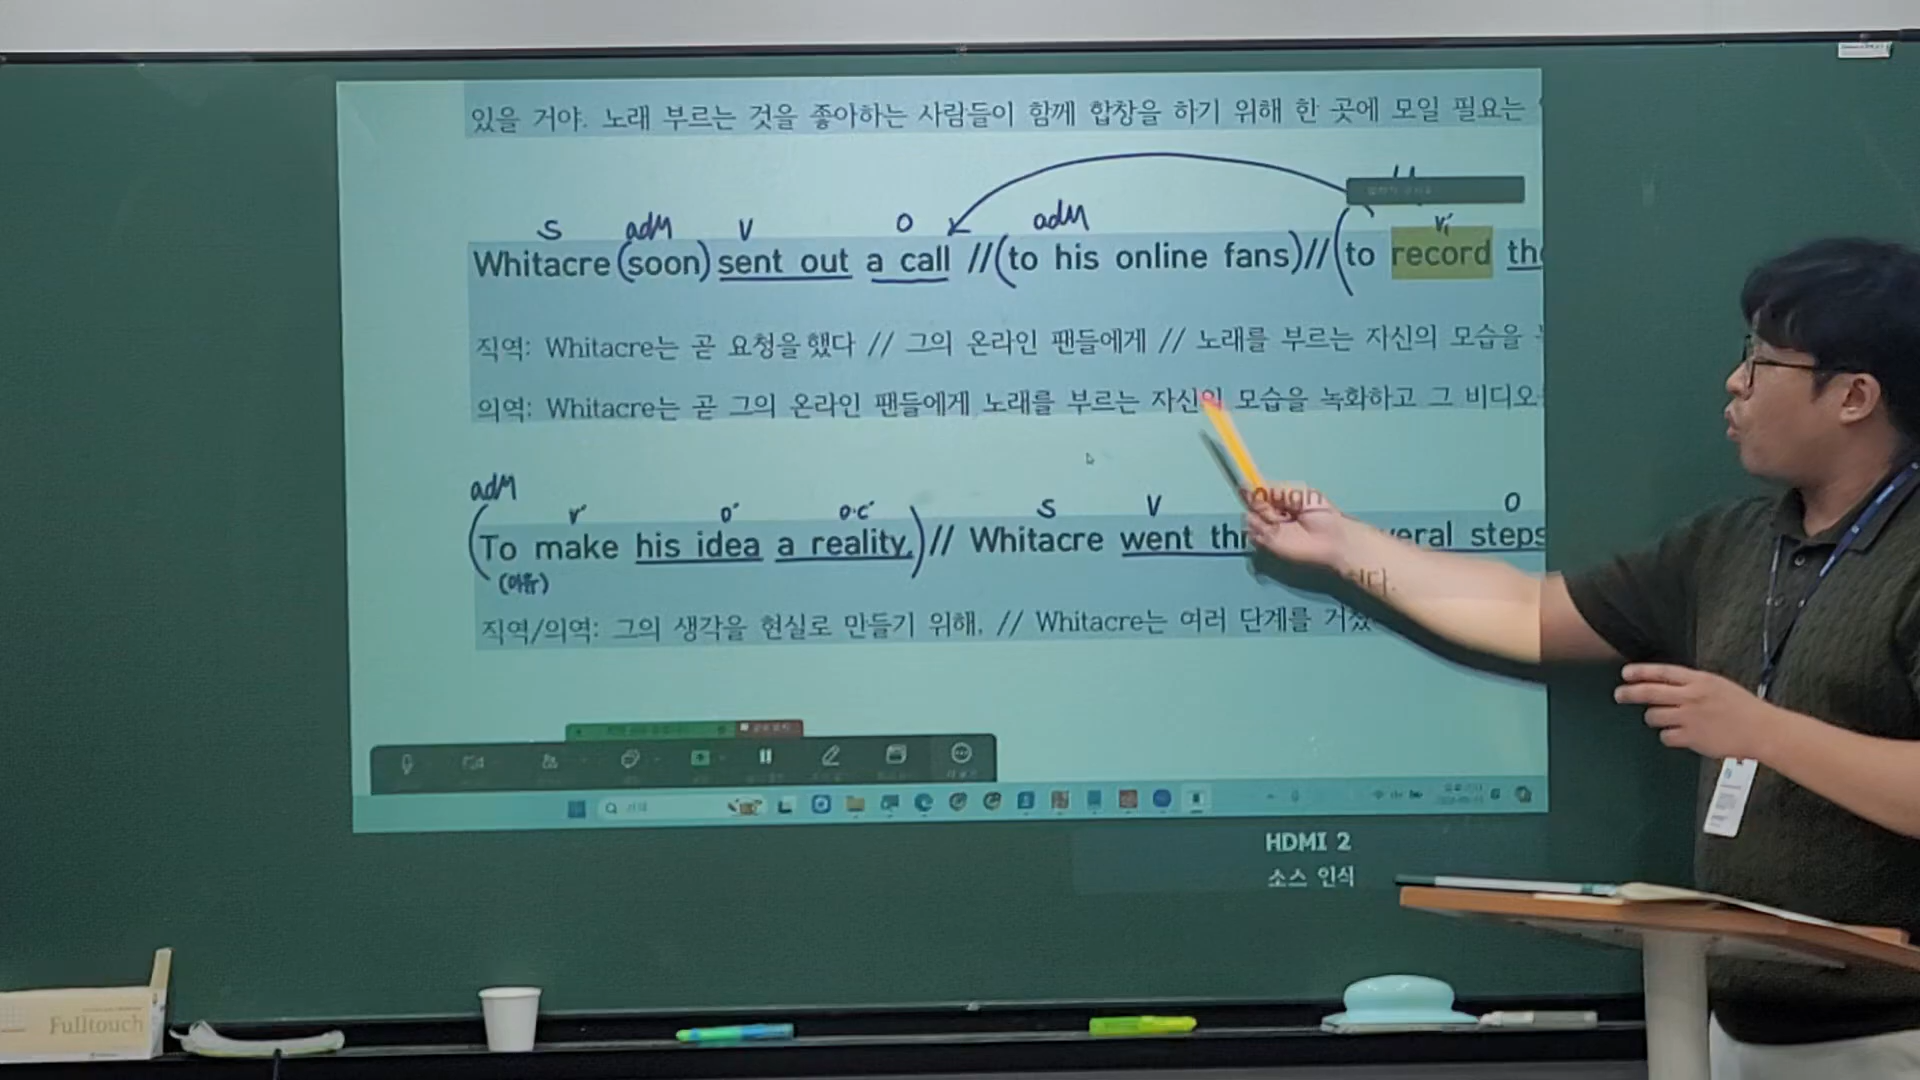 있을 거야. 노래 부르는 것을 좋아하는 사람들이 함께 합창을 하기 위해 한 곳에 모일 필요는
S adM V O adM V'
Whitacre (soon) sent out a call //(to his online fans)//(to record the
직역: Whitacre는 곧 요청을 했다 // 그의 온라인 팬들에게 // 노래를 부르는 자신의 모습을
의역: Whitacre는 곧 그의 온라인 팬들에게 노래를 부르는 자신의 모습을 녹화하고 그 비디오
adM V' O' O·C' S V O
(To make his idea a reality,)// Whitacre went through several steps
직역/의역: 그의 생각을 현실로 만들기 위해, // Whitacre는 여러 단계를 거쳤다.
HDMI 2
소스 인식
Fulltouch